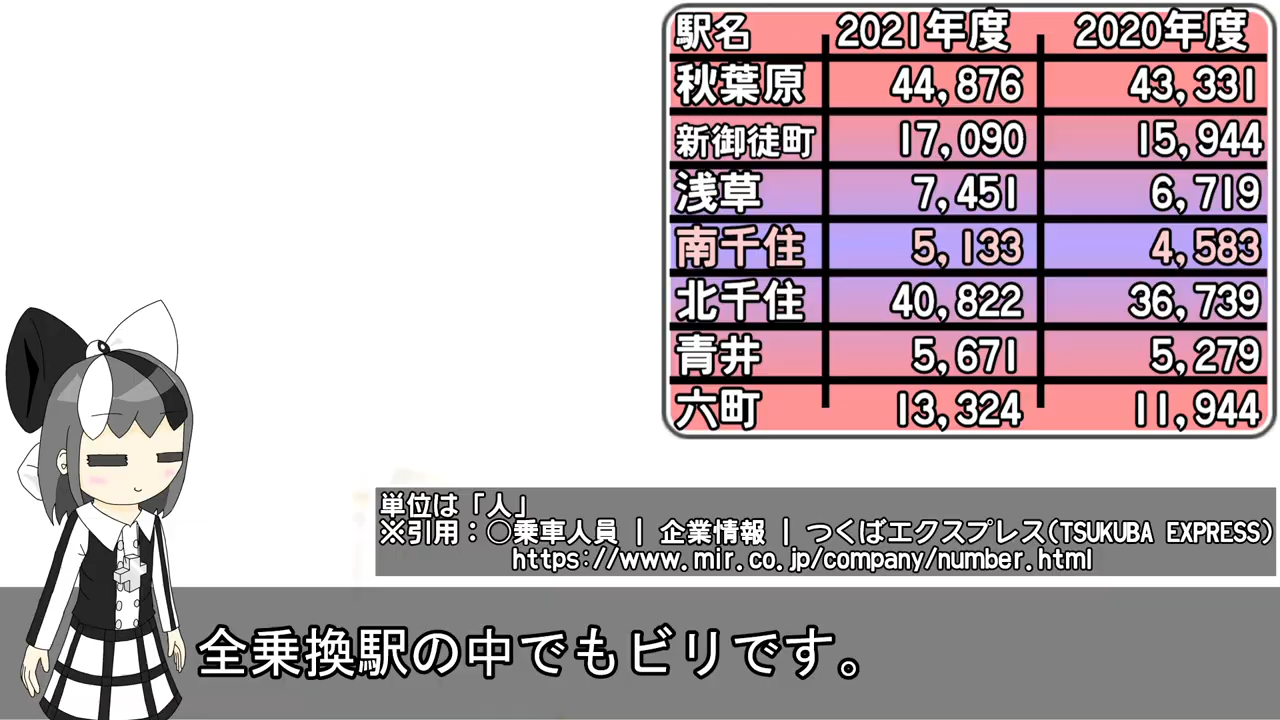 駅名 2021年度 2020年度
秋葉原 44,876 43,331
新御徒町 17,090 15,944
浅草 7,451 6,719
南千住 5,133 4,583
北千住 40,822 36,739
青井 5,671 5,279
六町 13,324 11,944
単位は「人」
※引用：○乗車人員 | 企業情報 | つくばエクスプレス(TSUKUBA EXPRESS)
https://www.mir.co.jp/company/number.html
全乗換駅の中でもビリです。